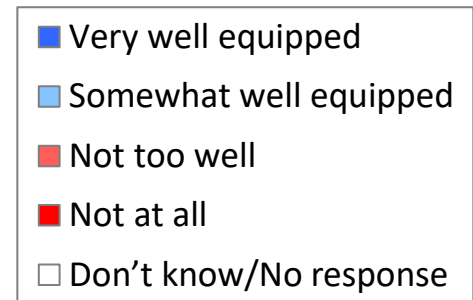 Very well equipped
Somewhat well equipped
Not too well
Not at all
Don’t know/No response